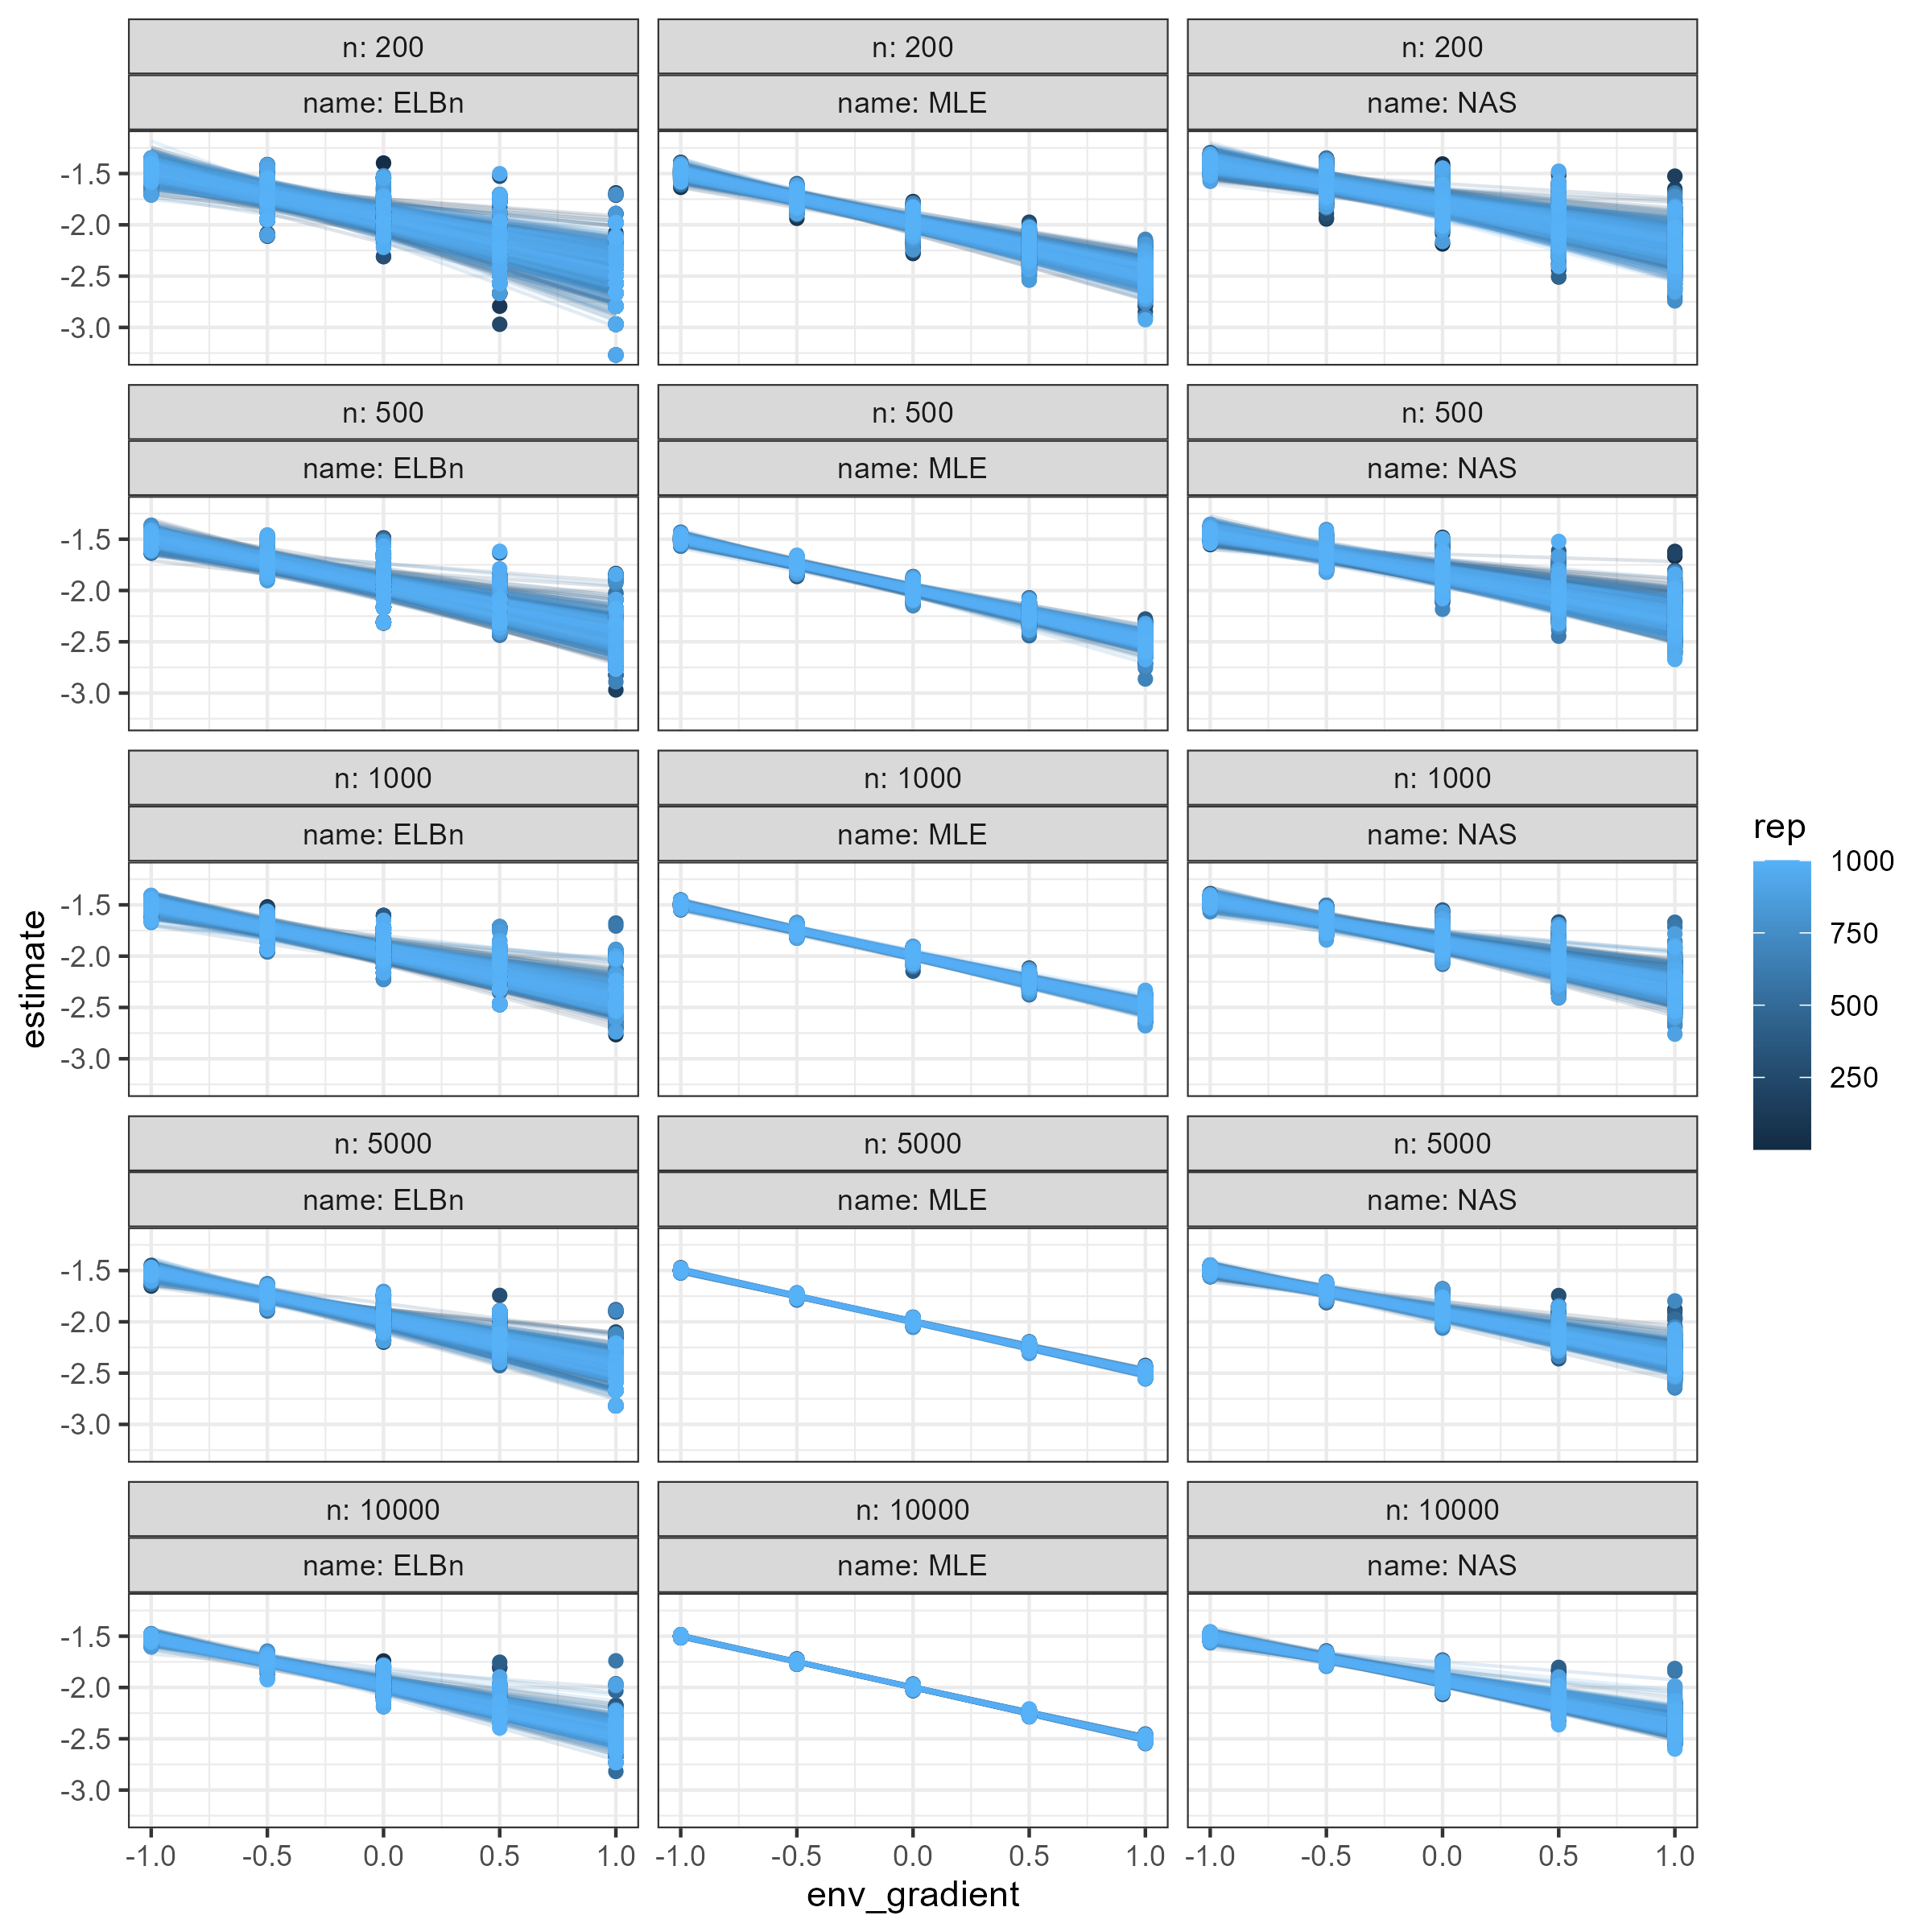 n: 200
n: 200
n: 200
name: ELBn
name: MLE
name: NAS
-1.5
-2.0
-2.5
-3.0
n: 500
n: 500
n: 500
name: ELBn
name: MLE
name: NAS
-1.5
-2.0
-2.5
-3.0
n: 1000
n: 1000
n: 1000
name: ELBn
name: MLE
name: NAS
-1.5
-2.0
-2.5
-3.0
n: 5000
n: 5000
n: 5000
name: ELBn
name: MLE
name: NAS
-1.5
-2.0
-2.5
-3.0
n: 10000
n: 10000
n: 10000
name: ELBn
name: MLE
name: NAS
-1.5
-2.0
-2.5
-3.0
-1.0 -0.5 0.0 0.5 1.0
-1.0 -0.5 0.0 0.5 1.0
-1.0 -0.5 0.0 0.5 1.0
env_gradient
estimate
rep
1000
750
500
250